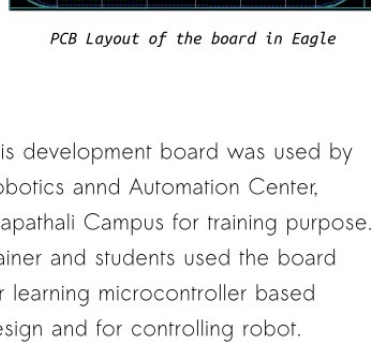 PCB Layout of the board in Eagle
is development board was used by
obotics annd Automation Center,
apathali Campus for training purpose.
ainer and students used the board
r learning microcontroller based
esign and for controlling robot.